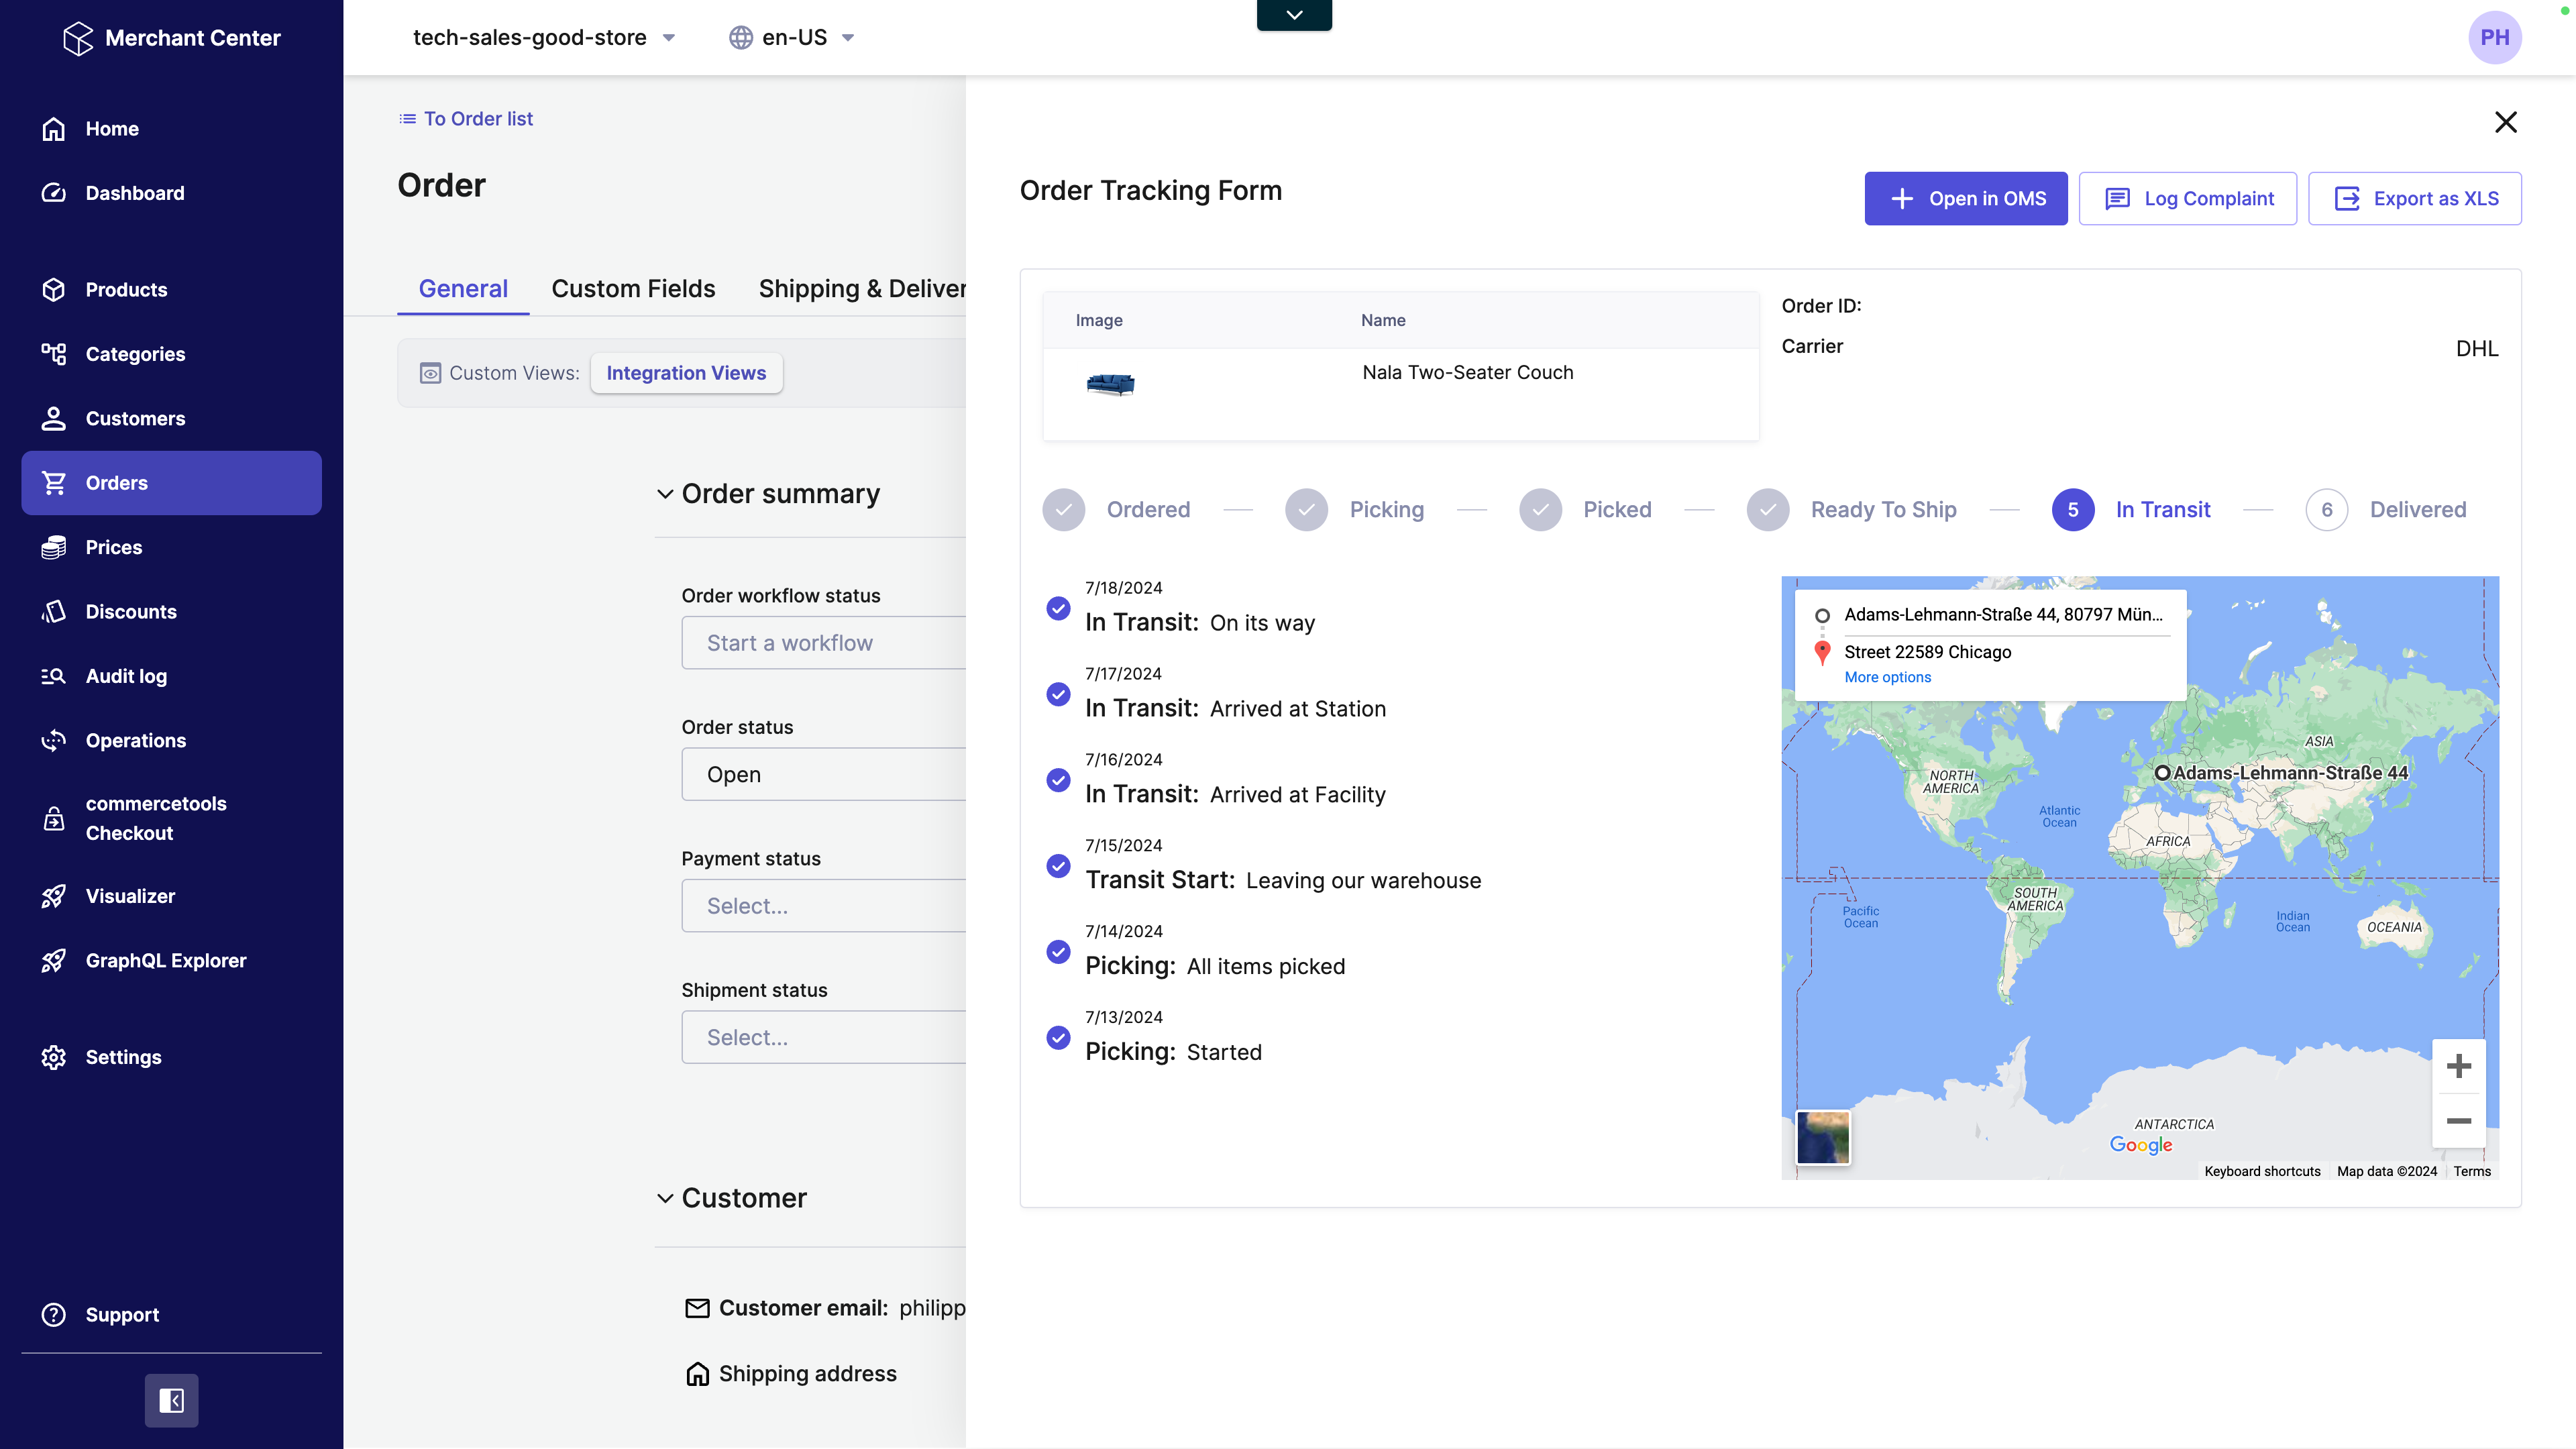 Merchant Center
tech-sales-good-store
en-US
PH
Home
Dashboard
Products
Categories
Customers
Orders
Prices
Discounts
Audit log
Operations
commercetools
Checkout
Visualizer
GraphQL Explorer
Settings
Support
To Order list
Order
General
Custom Fields
Shipping & Deliver
Custom Views:
Integration Views
Order summary
Order workflow status
Start a workflow
Order status
Open
Payment status
Select...
Shipment status
Select...
Customer
Customer email: philipp
Shipping address
Order Tracking Form
Open in OMS
Log Complaint
Export as XLS
Image
Name
Nala Two-Seater Couch
Order ID:
Carrier
DHL
Ordered
Picking
Picked
Ready To Ship
5
In Transit
6
Delivered
7/18/2024
In Transit: On its way
7/17/2024
In Transit: Arrived at Station
7/16/2024
In Transit: Arrived at Facility
7/15/2024
Transit Start: Leaving our warehouse
7/14/2024
Picking: All items picked
7/13/2024
Picking: Started
Adams-Lehmann-Straße 44, 80797 Mün...
Street 22589 Chicago
More options
ASIA
NORTH
AMERICA
Adams-Lehmann-Straße 44
Atlantic
Ocean
AFRICA
SOUTH
AMERICA
Pacific
Ocean
Indian
Ocean
OCEANIA
ANTARCTICA
Google
Keyboard shortcuts
Map data ©2024
Terms